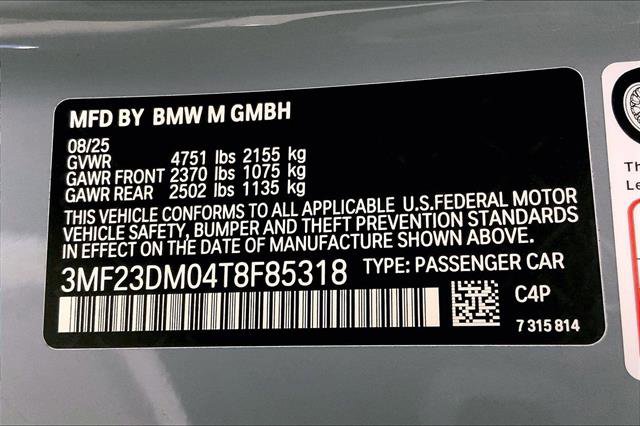 MFD BY BMW M GMBH
08/25
GVWR 4751 lbs 2155 kg
GAWR FRONT 2370 lbs 1075 kg
GAWR REAR 2502 lbs 1135 kg
THIS VEHICLE CONFORMS TO ALL APPLICABLE U.S.FEDERAL MOTOR
VEHICLE SAFETY, BUMPER AND THEFT PREVENTION STANDARDS
IN EFFECT ON THE DATE OF MANUFACTURE SHOWN ABOVE.
3MF23DM04T8F85318 TYPE: PASSENGER CAR
C4P
7 315 814
Th
Le